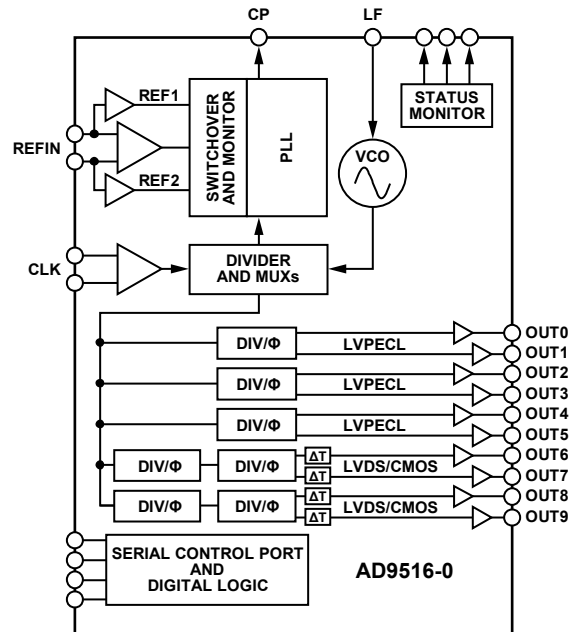 CP
LF
REF1
REFIN
REF2
SWITCHOVER
AND MONITOR
PLL
STATUS
MONITOR
VCO
CLK
DIVIDER
AND MUXs
DIV/Φ
LVPECL
OUT0
OUT1
DIV/Φ
LVPECL
OUT2
OUT3
DIV/Φ
LVPECL
OUT4
OUT5
DIV/Φ
DIV/Φ
ΔT
ΔT
LVDS/CMOS
OUT6
OUT7
DIV/Φ
DIV/Φ
ΔT
ΔT
LVDS/CMOS
OUT8
OUT9
SERIAL CONTROL PORT
AND
DIGITAL LOGIC
AD9516-0